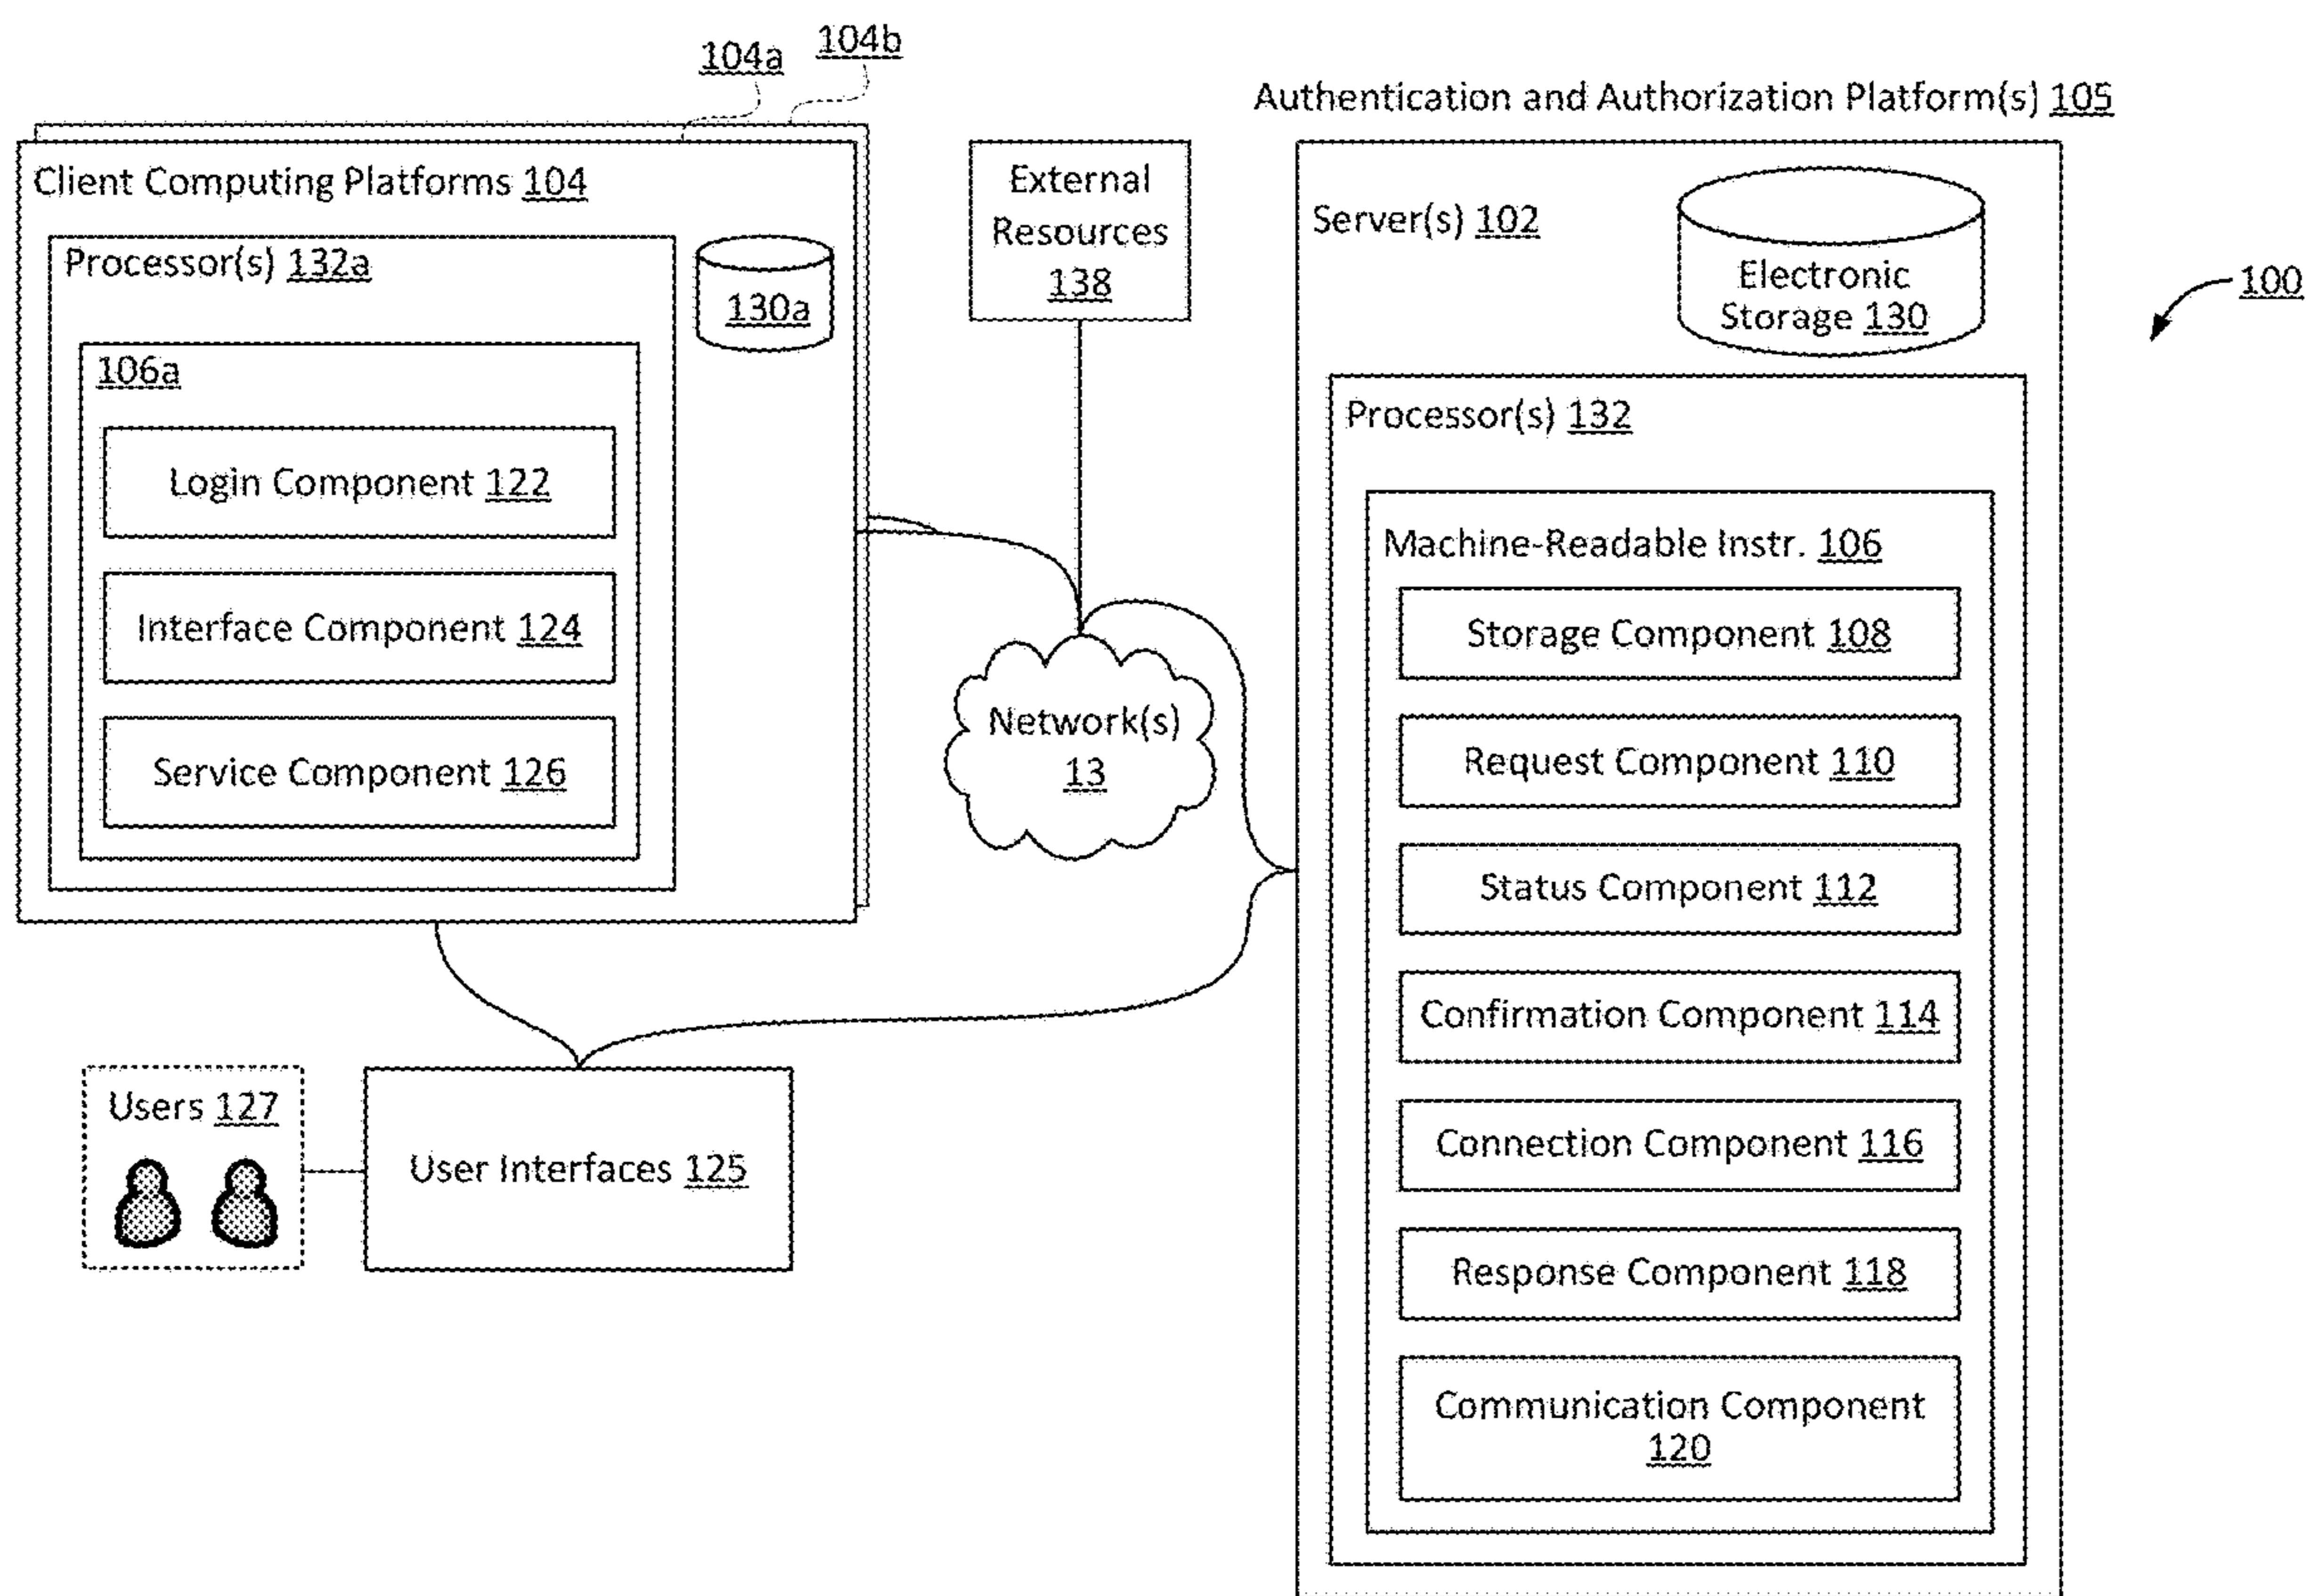 104a
104b
Client Computing Platforms 104
Processor(s) 132a
130a
106a
Login Component 122
Interface Component 124
Service Component 126
External
Resources
138
Network(s)
13
Users 127
User Interfaces 125
Authentication and Authorization Platform(s) 105
Server(s) 102
Electronic
Storage 130
100
Processor(s) 132
Machine-Readable Instr. 106
Storage Component 108
Request Component 110
Status Component 112
Confirmation Component 114
Connection Component 116
Response Component 118
Communication Component
120